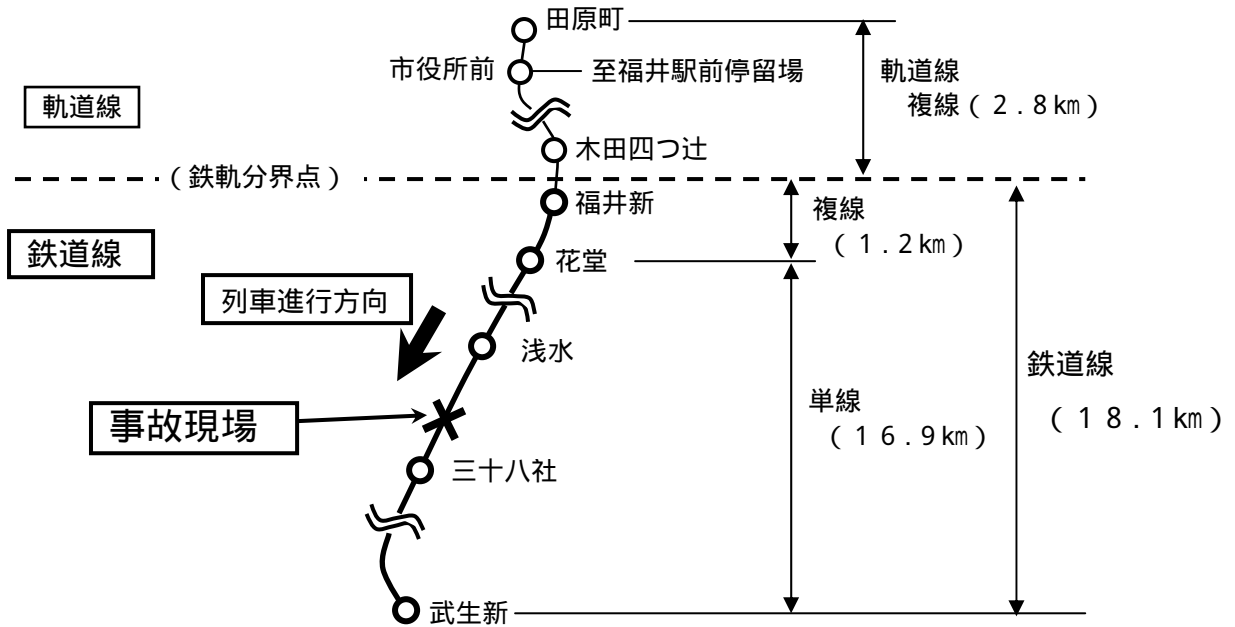 田原町
市役所前
至福井駅前停留場
軌道線
複線（２．８㎞）
軌道線
木田四つ辻
（鉄軌分界点）
福井新
複線
（１．２㎞）
鉄道線
花堂
列車進行方向
浅水
鉄道線
（１８．１㎞）
単線
（１６．９㎞）
事故現場
三十八社
武生新